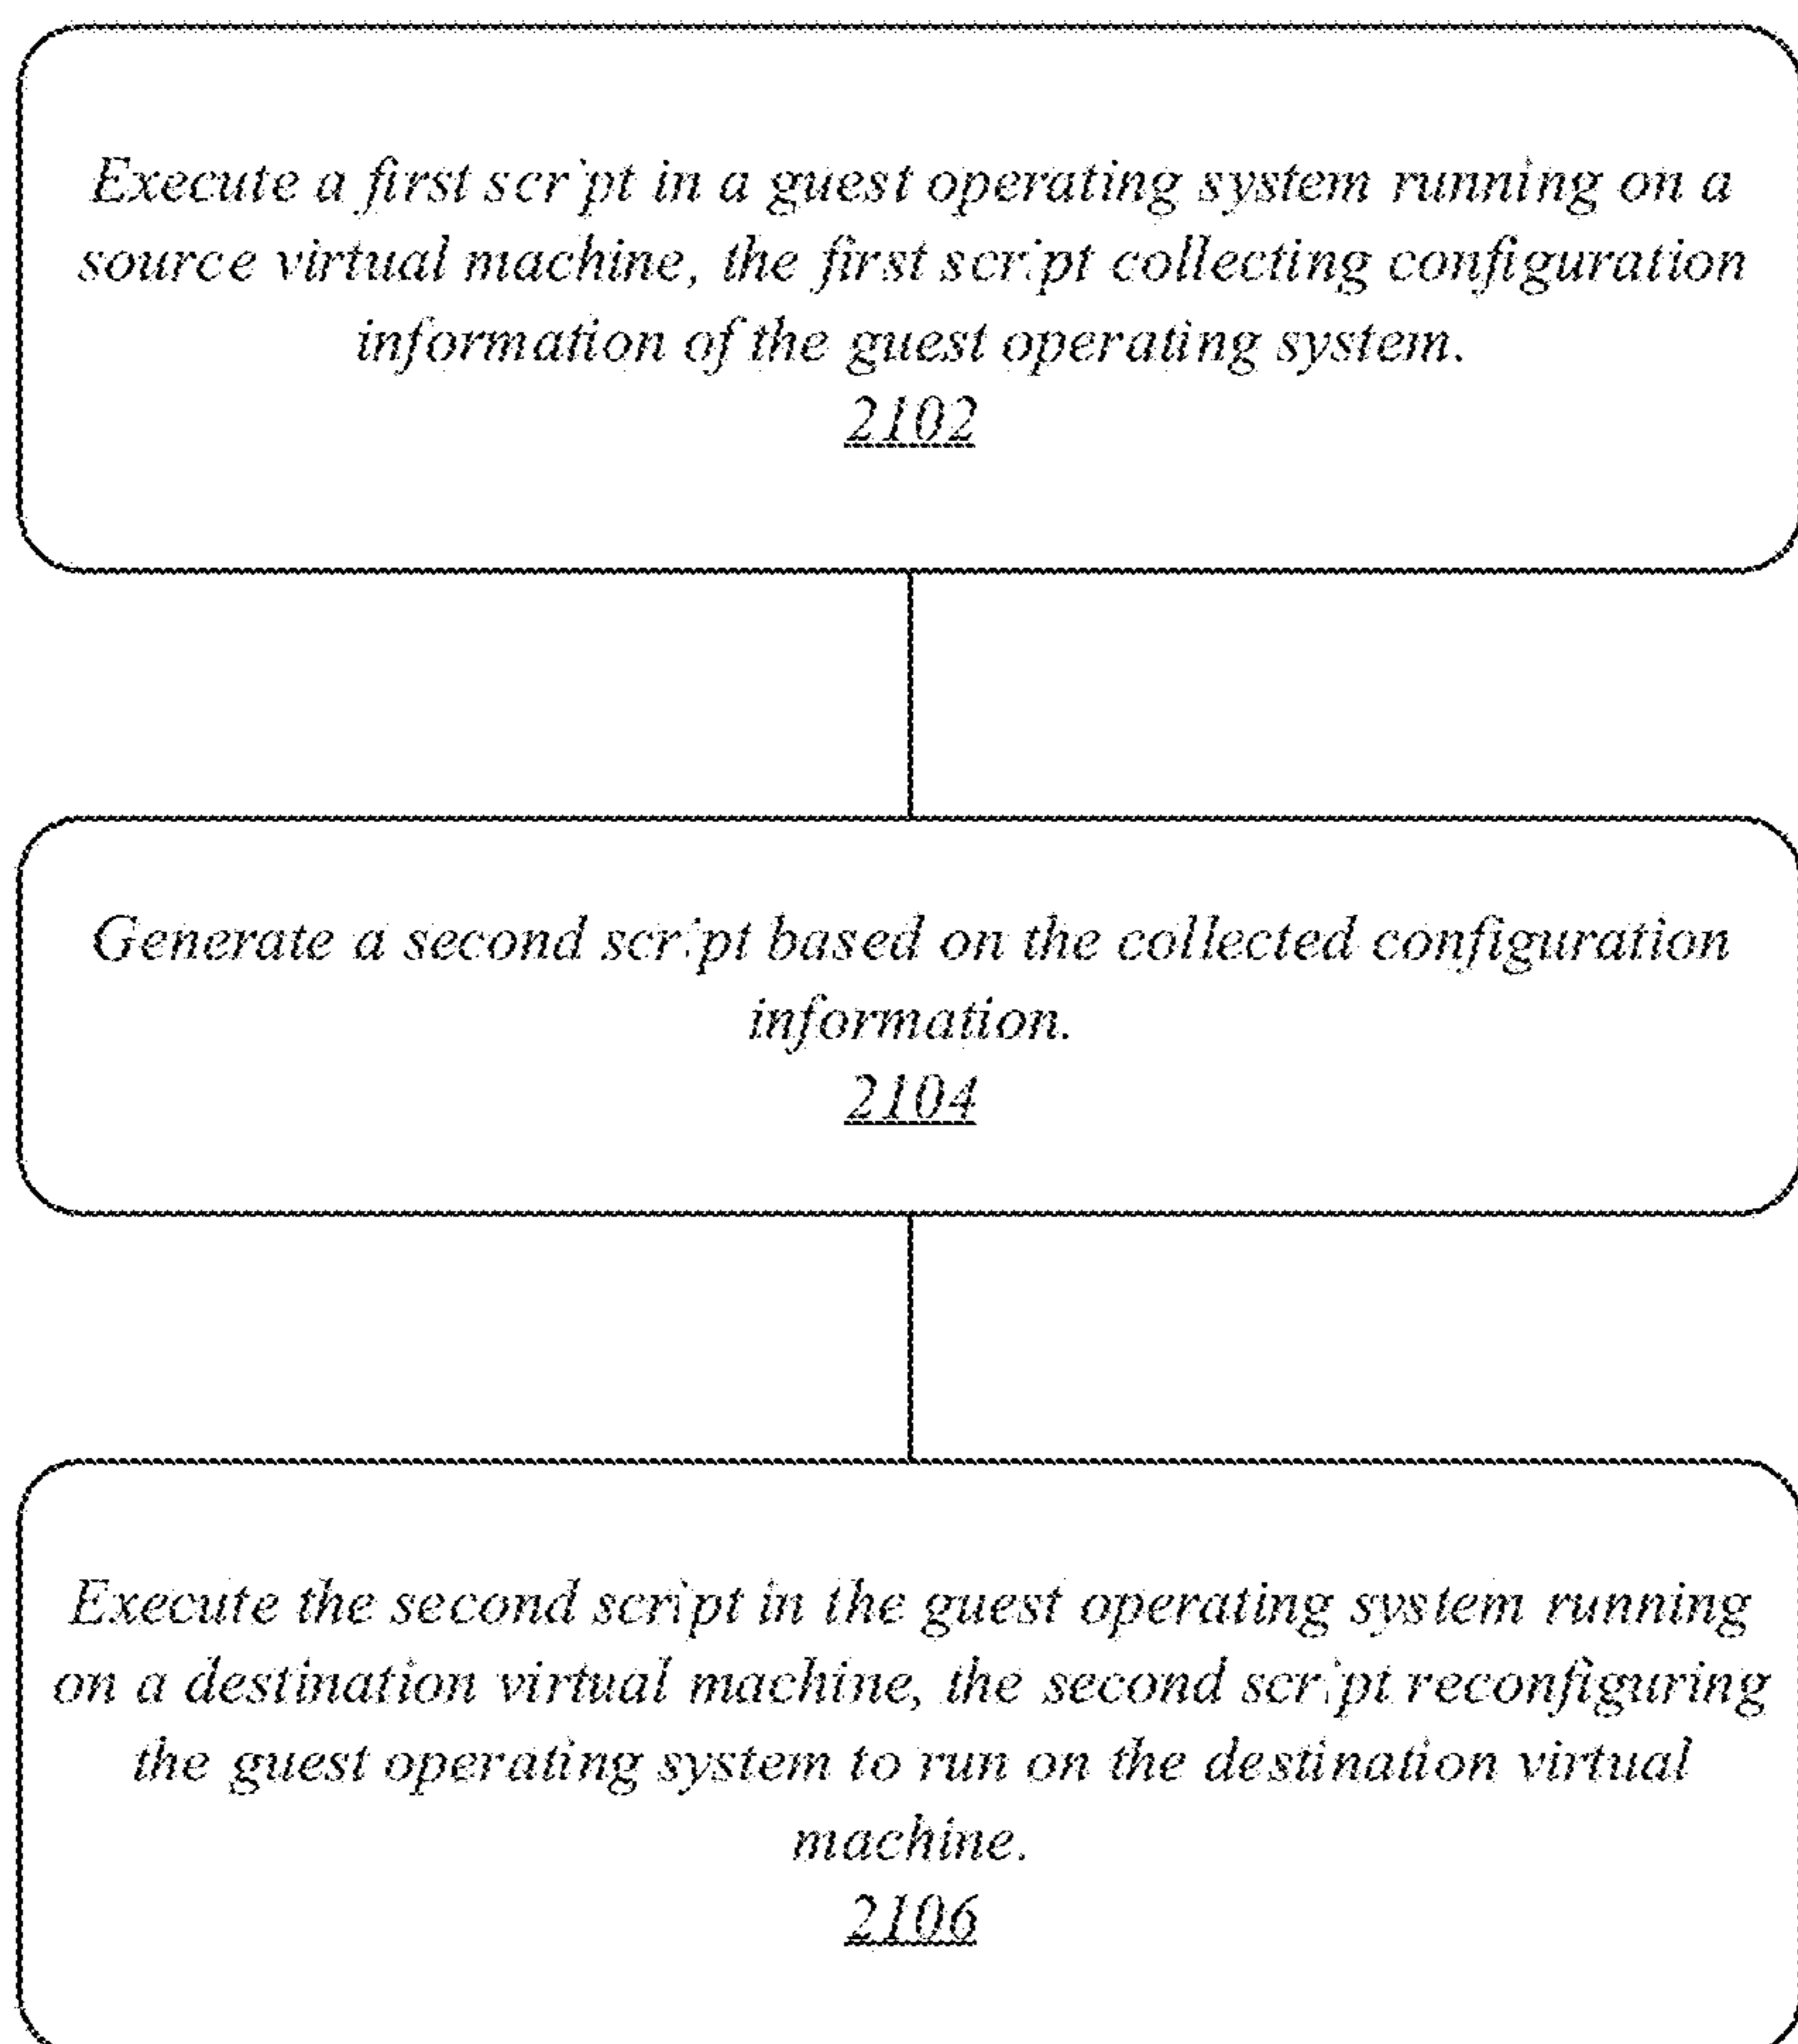 Execute a first script in a guest operating system running on a
source virtual machine, the first script collecting configuration
information of the guest operating system.
2102
Generate a second script based on the collected configuration
information.
2104
Execute the second script in the guest operating system running
on a destination virtual machine, the second script reconfiguring
the guest operating system to run on the destination virtual
machine.
2106